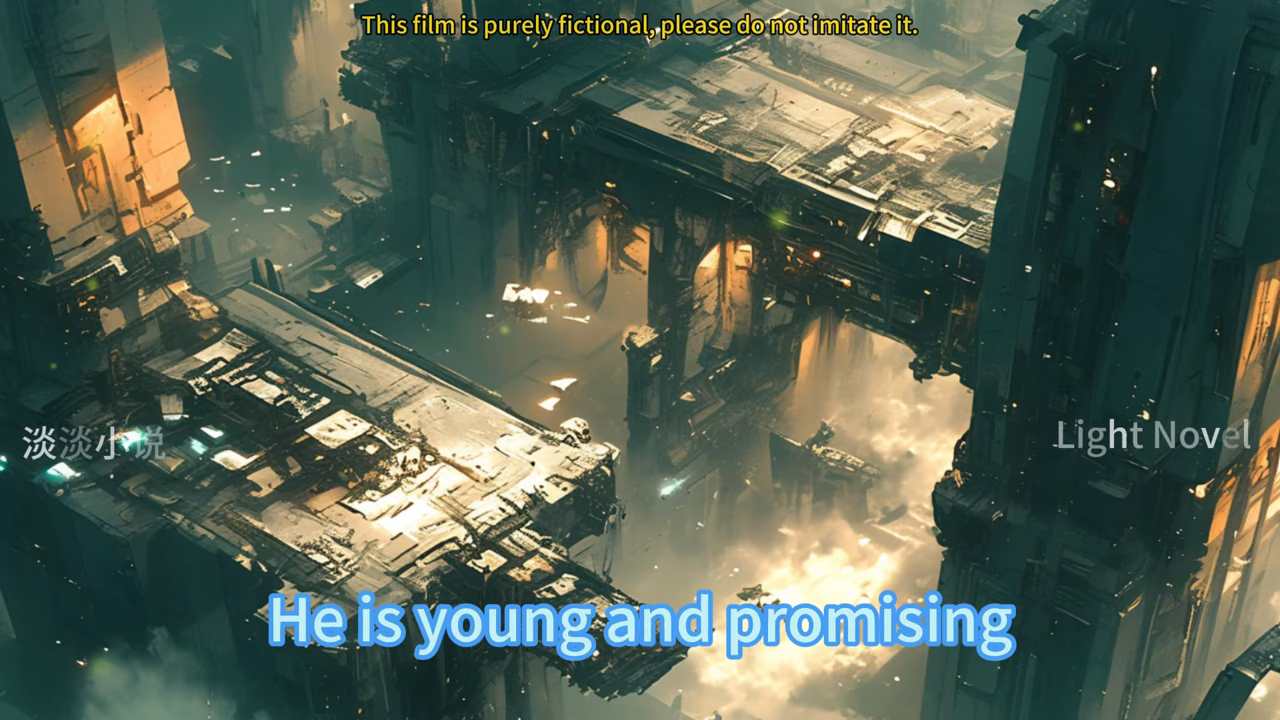 This film is purely fictional, please do not imitate it.
淡淡小说
Light Novel
He is young and promising